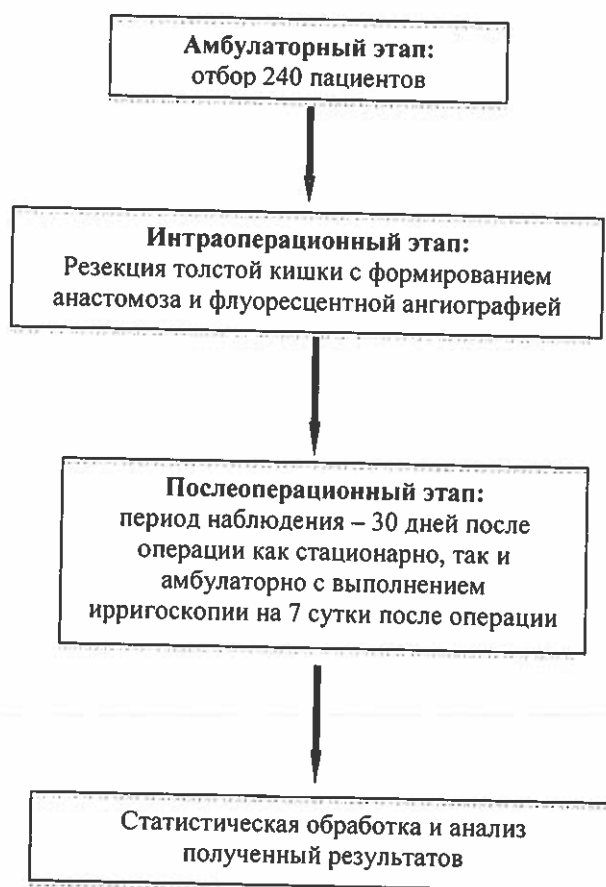 Амбулаторный этап:
отбор 240 пациентов
Интраоперационный этап:
Резекция толстой кишки с формированием
анастомоза и флуоресцентной ангиографией
Послеоперационный этап:
период наблюдения – 30 дней после
операции как стационарно, так и
амбулаторно с выполнением
ирригоскопии на 7 сутки после операции
Статистическая обработка и анализ
полученный результатов